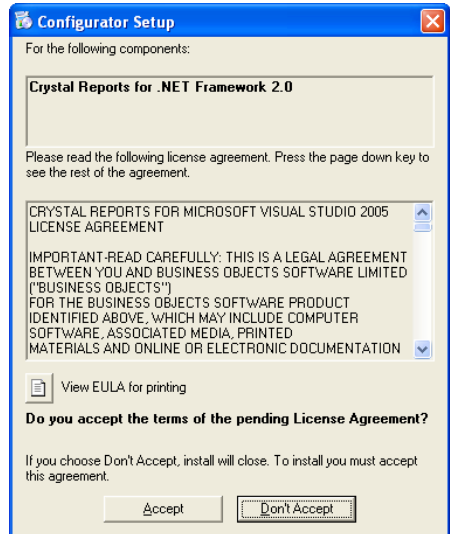 Configurator Setup
For the following components:
Crystal Reports for .NET Framework 2.0
Please read the following license agreement. Press the page down key to
see the rest of the agreement.
CRYSTAL REPORTS FOR MICROSOFT VISUAL STUDIO 2005
LICENSE AGREEMENT
IMPORTANT-READ CAREFULLY: THIS IS A LEGAL AGREEMENT
BETWEEN YOU AND BUSINESS OBJECTS SOFTWARE LIMITED
("BUSINESS OBJECTS")
FOR THE BUSINESS OBJECTS SOFTWARE PRODUCT
IDENTIFIED ABOVE, WHICH MAY INCLUDE COMPUTER
SOFTWARE, ASSOCIATED MEDIA, PRINTED
MATERIALS AND ONLINE OR ELECTRONIC DOCUMENTATION
View EULA for printing
Do you accept the terms of the pending License Agreement?
If you choose Don't Accept, install will close. To install you must accept
this agreement.
Accept
Don't Accept